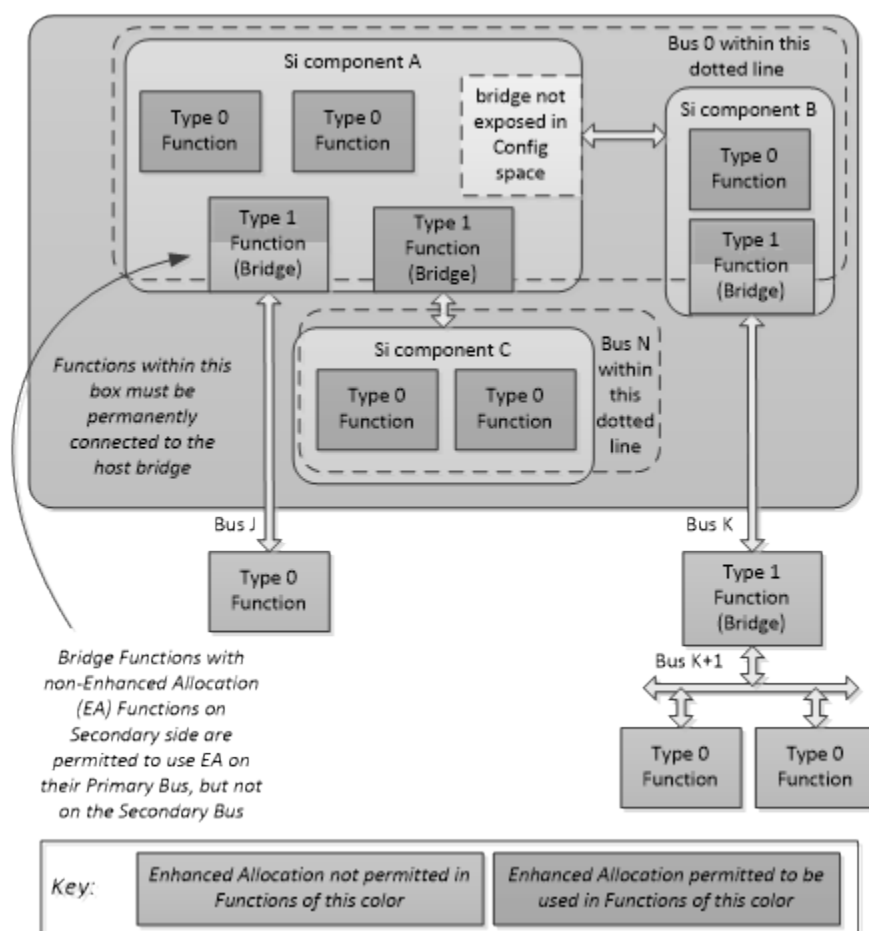 Si component A
Bus 0 within this
dotted line
Type 0
Function
Type 0
Function
bridge not
exposed in
Config
space
Si component B
Type 0
Function
Type 1
Function
(Bridge)
Type 1
Function
(Bridge)
Type 1
Function
(Bridge)
Functions within this
box must be
permanently
connected to the
host bridge
Si component C
Type 0
Function
Type 0
Function
Bus N
within
this
dotted
line
Bus J
Bus K
Type 0
Function
Type 1
Function
(Bridge)
Bus K+1
Bridge Functions with
non-Enhanced Allocation
(EA) Functions on
Secondary side are
permitted to use EA on
their Primary Bus, but not
on the Secondary Bus
Type 0
Function
Type 0
Function
Key:
Enhanced Allocation not permitted in
Functions of this color
Enhanced Allocation permitted to be
used in Functions of this color